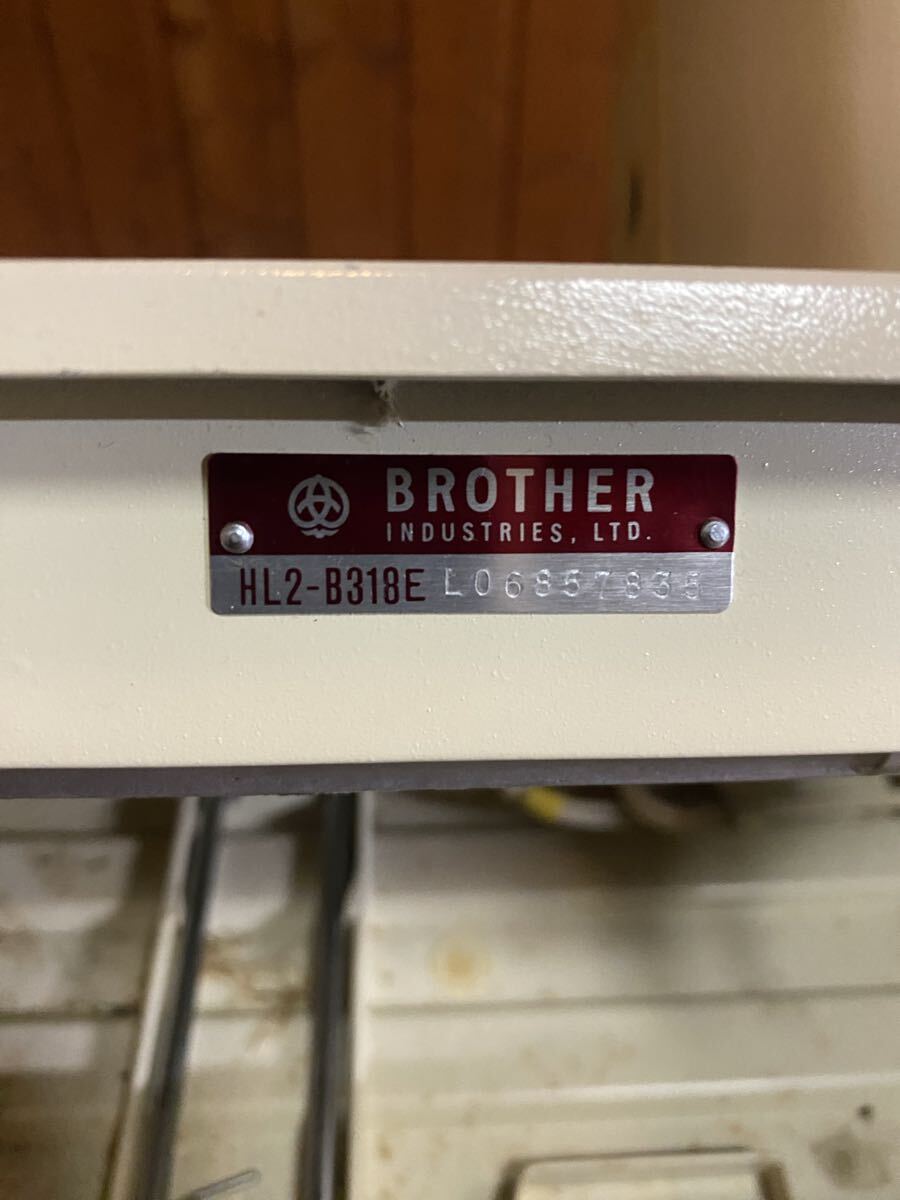 BROTHER
INDUSTRIES, LTD.
HL2-B318E L06857835